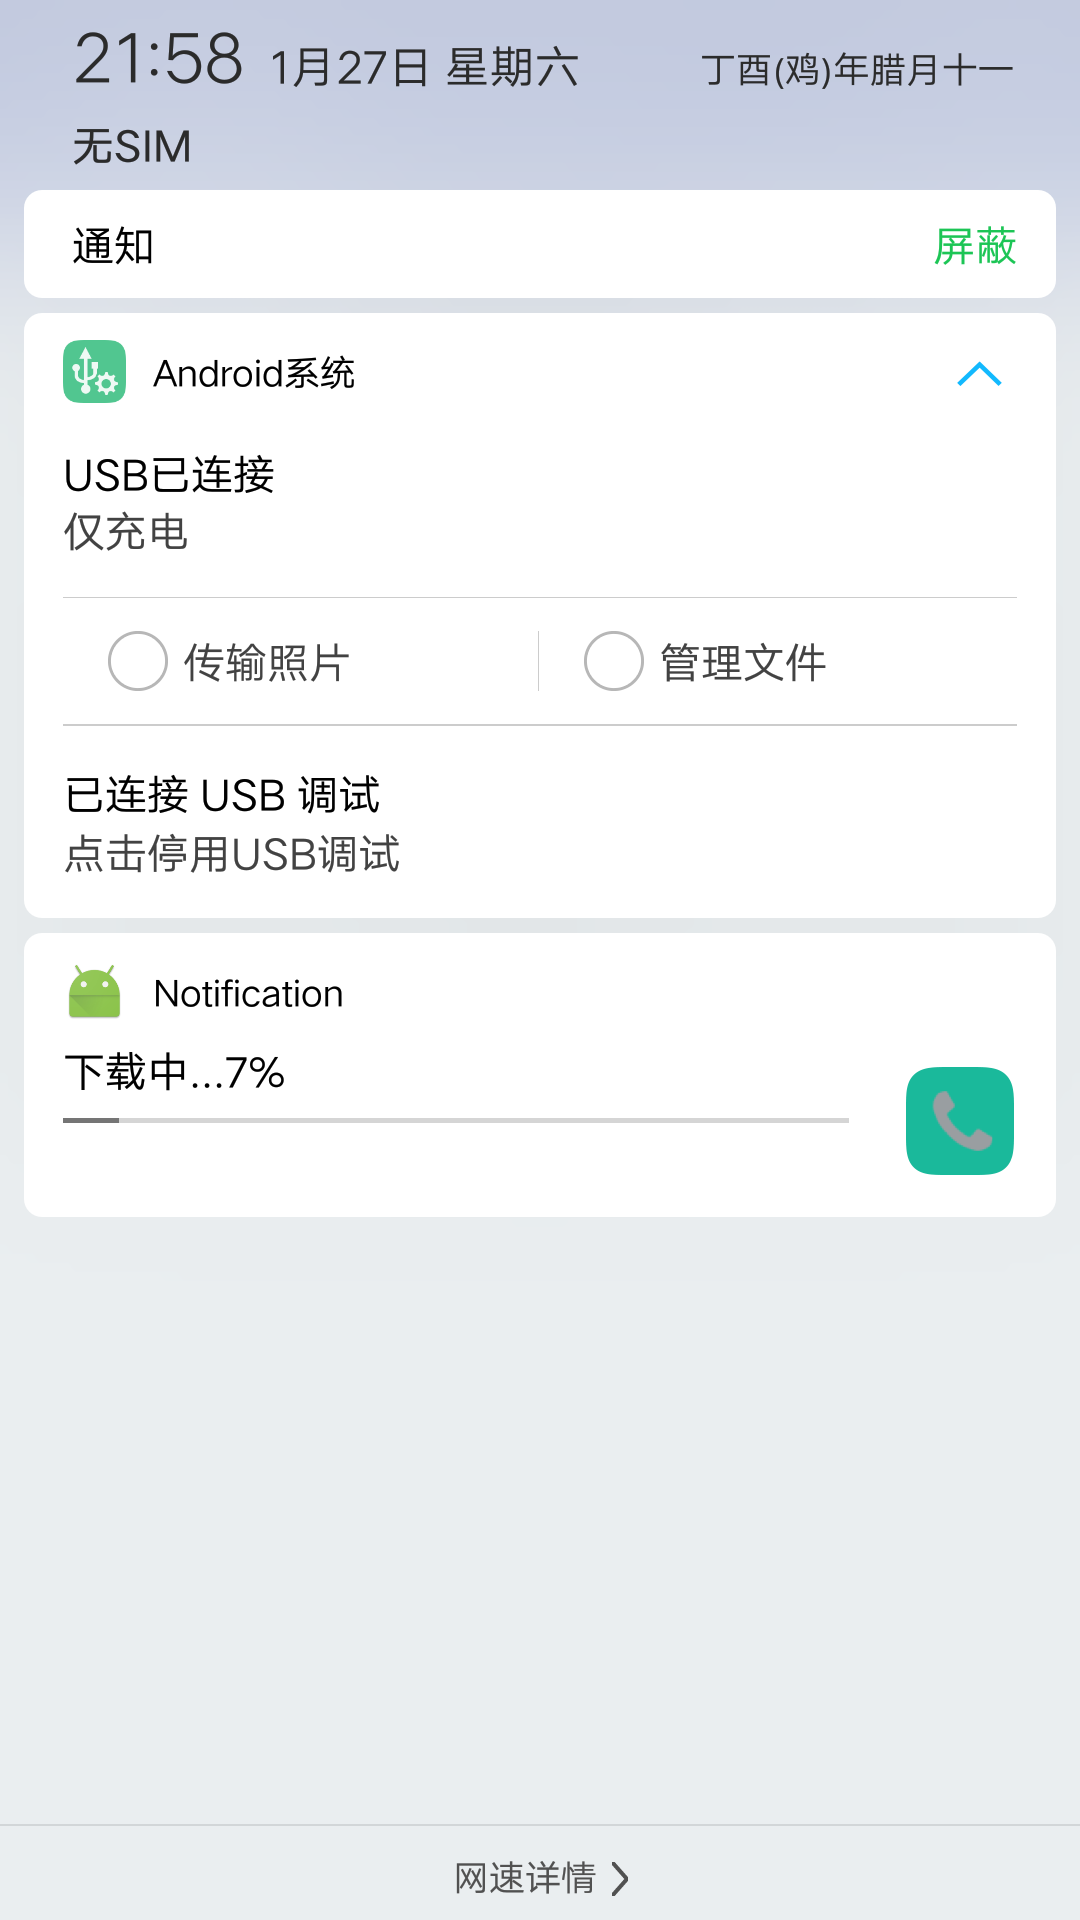 21:58 1月27日 星期六 丁酉(鸡)年腊月十一
无SIM
通知 屏蔽
Android系统
USB已连接
仅充电
传输照片 管理文件
已连接 USB 调试
点击停用USB调试
Notification
下载中...7%
网速详情